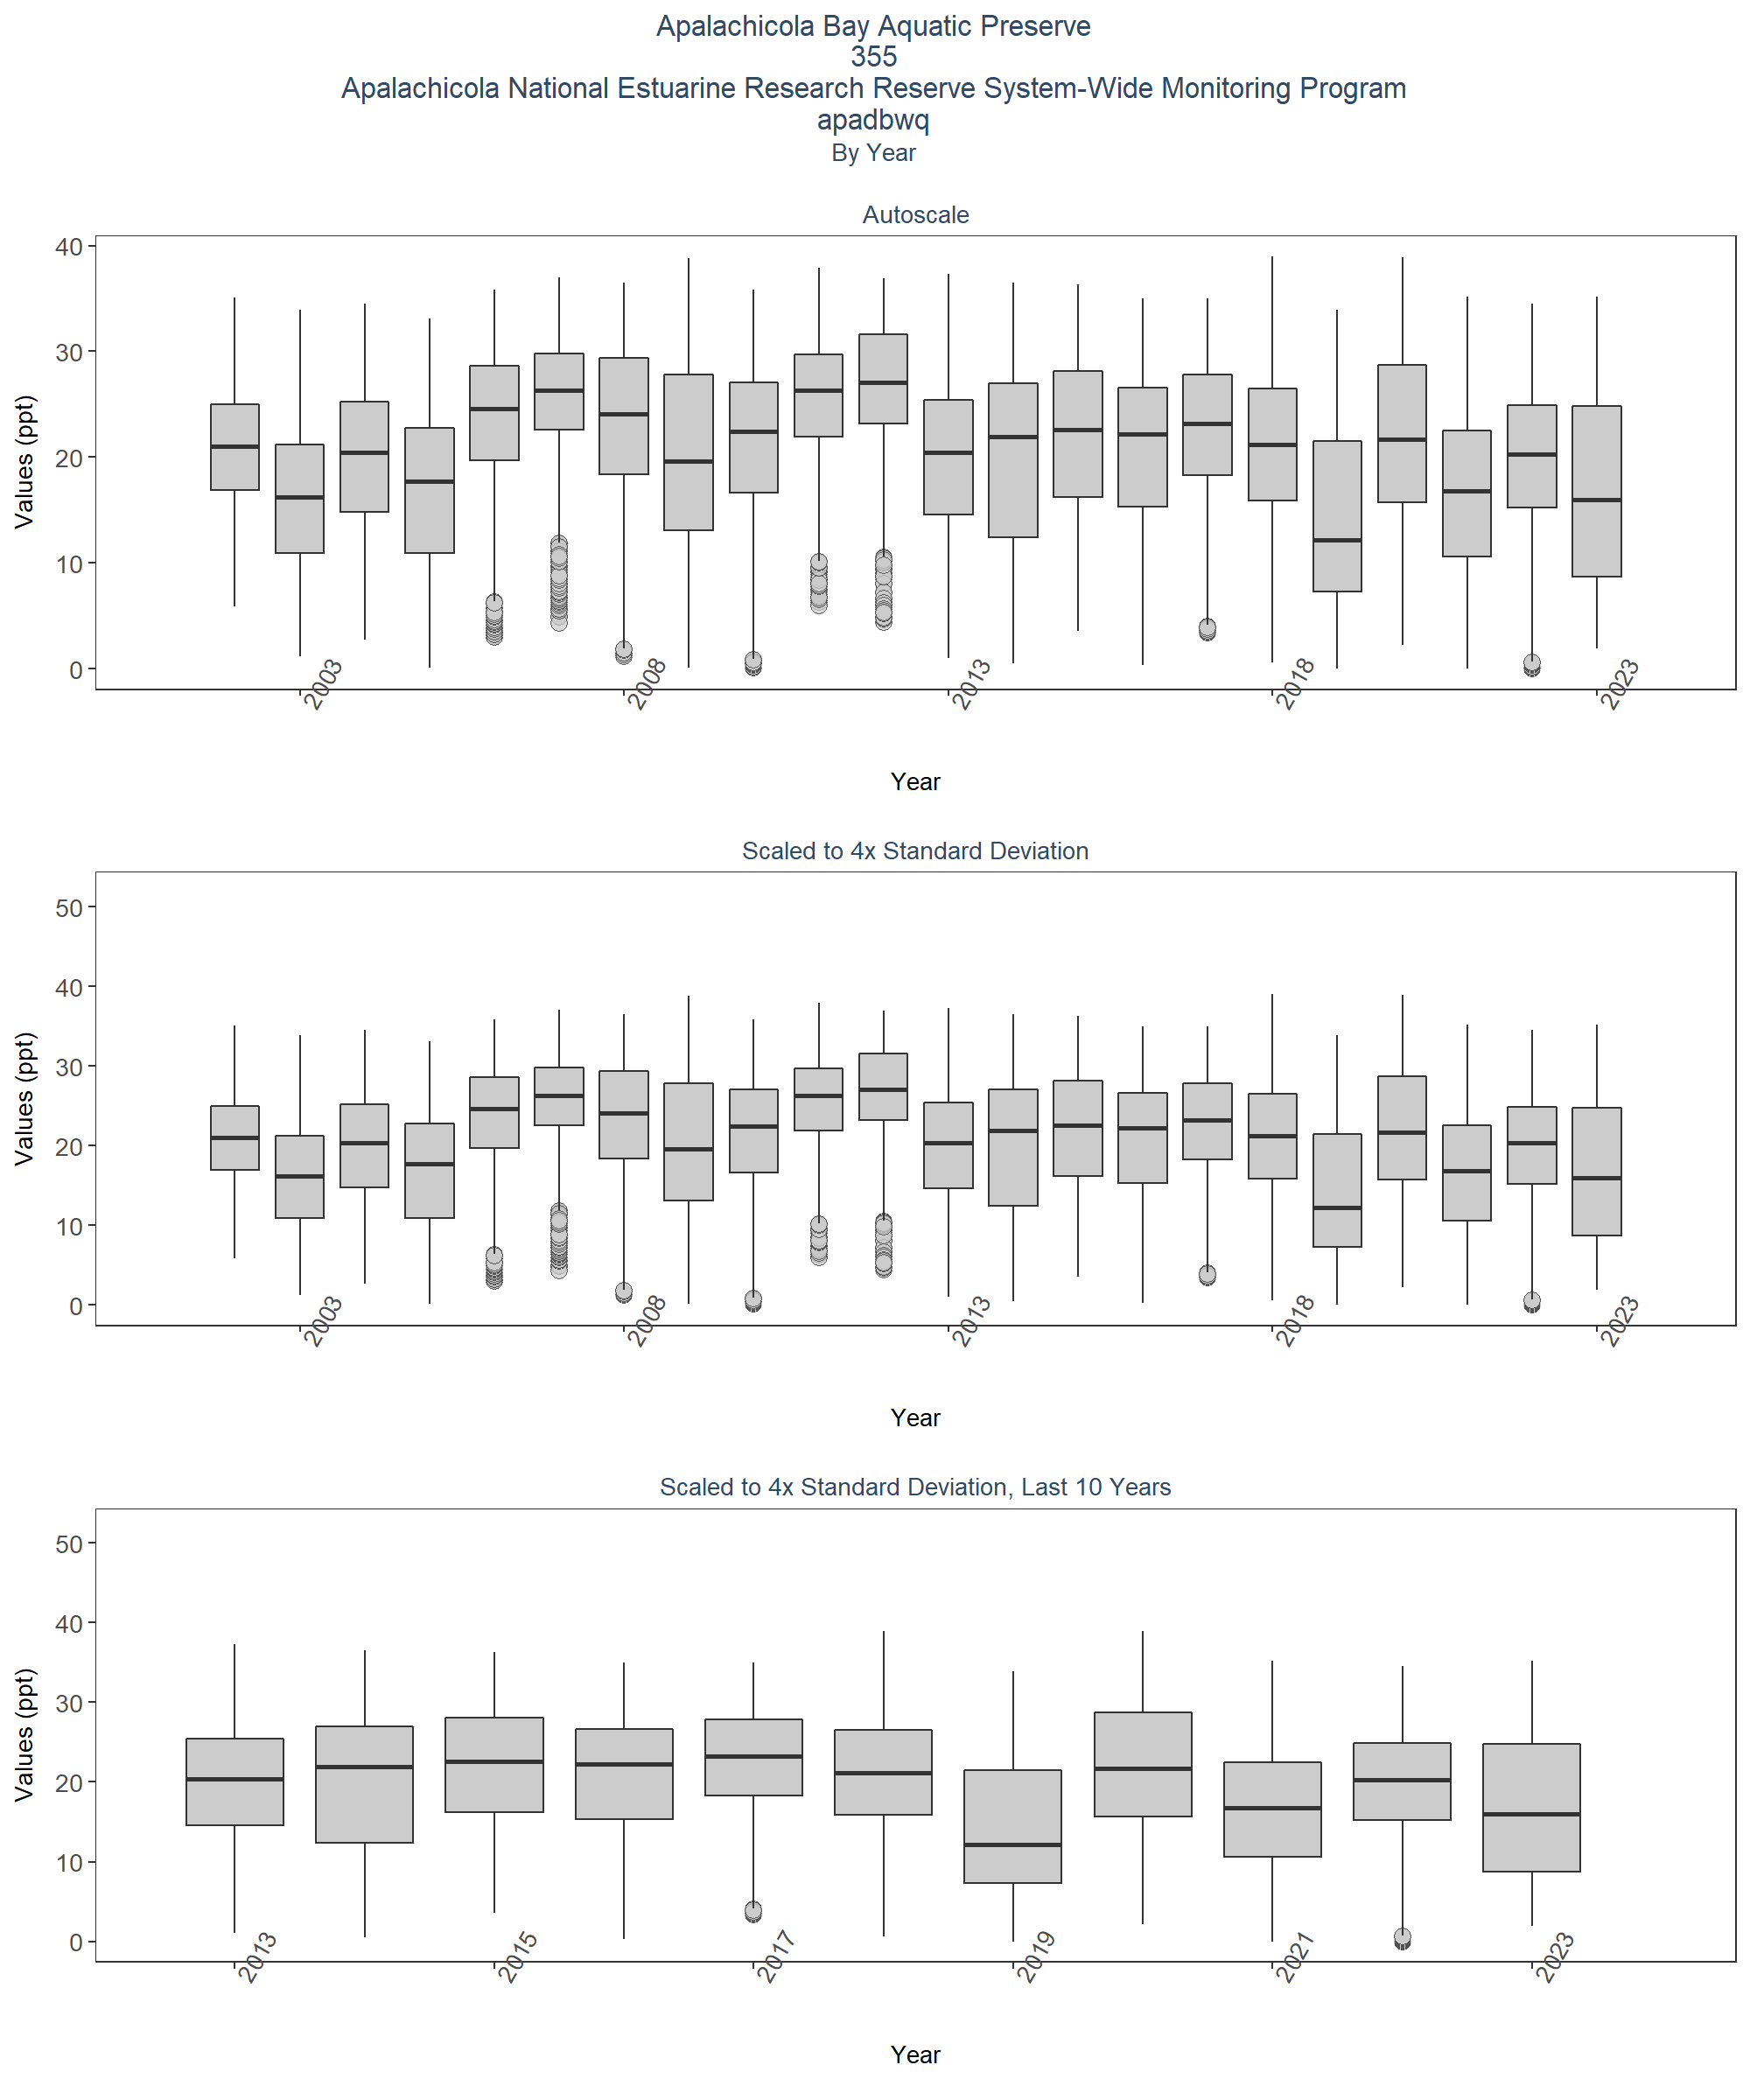 Apalachicola Bay Aquatic Preserve
355
Apalachicola National Estuarine Research Reserve System-Wide Monitoring Program
apadbwq
By Year
Autoscale
Values (ppt)
40
30
20
10
0
2003
2008
2013
2018
2023
Year
Scaled to 4x Standard Deviation
Values (ppt)
50
40
30
20
10
0
2003
2008
2013
2018
2023
Year
Scaled to 4x Standard Deviation, Last 10 Years
Values (ppt)
50
40
30
20
10
0
2013
2015
2017
2019
2021
2023
Year